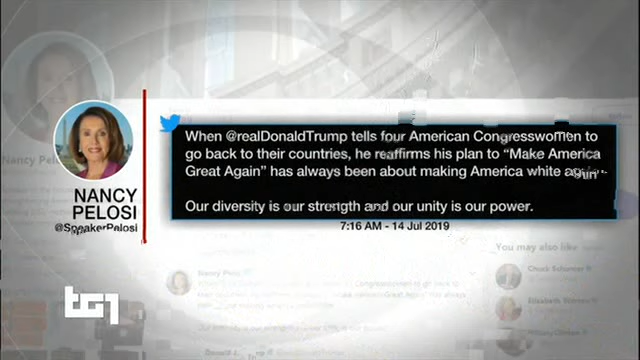 When @realDonaldTrump tells four American Congresswomen to
go back to their countries, he reaffirms his plan to “Make America
Great Again” has always been about making America white
Our diversity is our strength and our unity is our power.
7:16 AM - 14 Jul 2019
NANCY
PELOSI
@SpeakerPelosi
Nancy Pelosi
You may also like
Chuck Schumer
Elizabeth Warren
Hillary Clinton
tg1